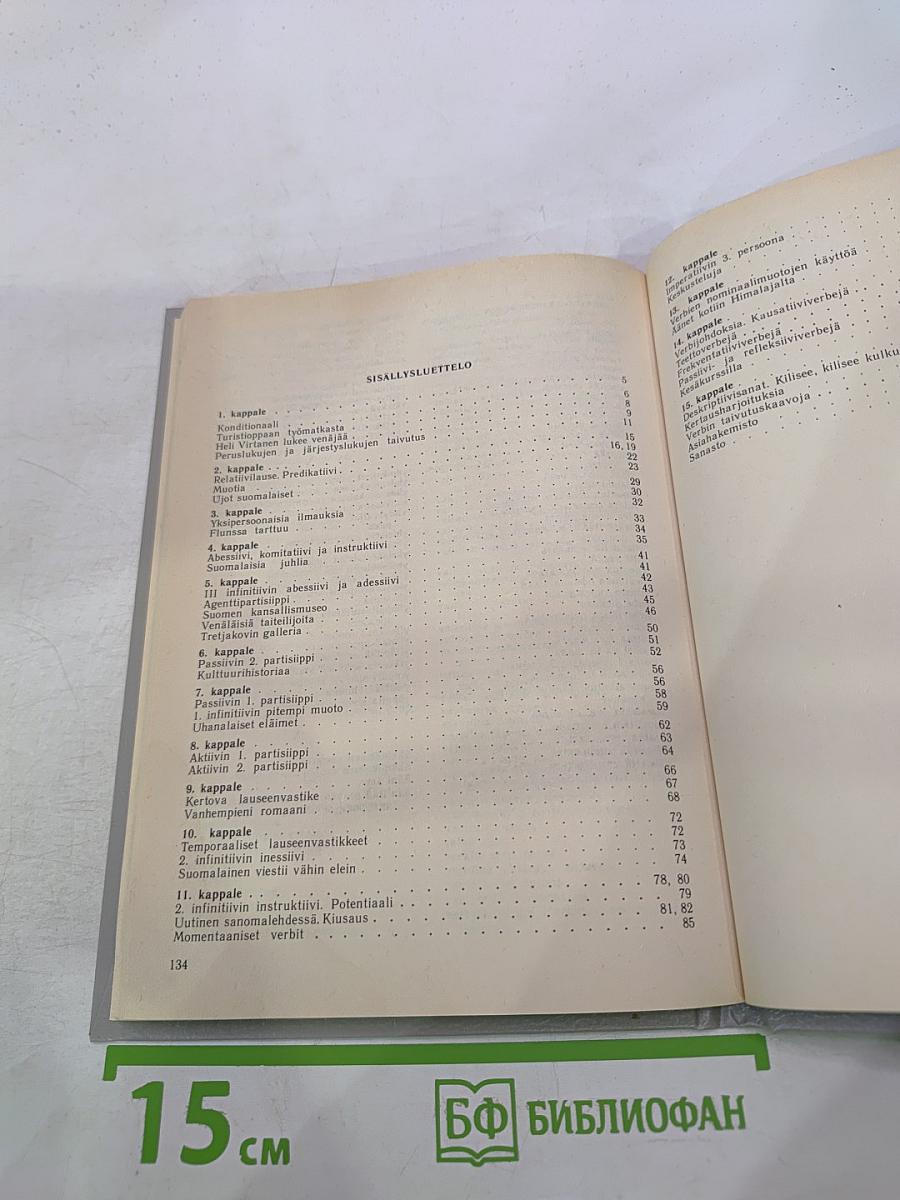 SISÄLLYSLUETTELO
1. kappale . . . 5
Konditionaali . . . 6
Turistioppaan työmatkasta . . . 8
Heli Virtanen lukee venäjää . . . 9
Peruslukujen ja järjestyslukujen taivutus . . . 11
2. kappale . . . 15
Relatiivilause. Predikatiivi . . . 16, 19
Muotia . . . 22
Ujot suomalaiset . . . 23
3. kappale . . . 29
Yksipersoonaisia ilmauksia . . . 30
Flunssa tarttuu . . . 32
4. kappale . . . 33
Abessiivi, komitatiivi ja instruktiivi . . . 34
Suomalaisia juhlia . . . 35
5. kappale . . . 41
III infinitiivin abessiivi ja adessiivi . . . 41
Agenttipartisiippi . . . 42
Suomen kansallismuseo . . . 43
Venäläisiä taiteilijoita . . . 45
Tretjakovin galleria . . . 46
6. kappale . . . 50
Passiivin 2. partisiippi . . . 51
Kulttuurihistoriaa . . . 52
7. kappale . . . 56
Passiivin 1. partisiippi . . . 56
1. infinitiivin pitempi muoto . . . 58
Uhanalaiset eläimet . . . 59
8. kappale . . . 62
Aktiivin 1. partisiippi . . . 63
Aktiivin 2. partisiippi . . . 64
9. kappale . . . 66
Kertova lauseenvastike . . . 67
Vanhempieni romaani . . . 68
10. kappale . . . 72
Temporaaliset lauseenvastikkeet . . . 72
2. infinitiivin inessiivi . . . 73
Suomalainen viestii vähin elein . . . 74
11. kappale . . . 78, 80
2. infinitiivin instruktiivi. Potentiaali . . . 79
Uutinen sanomalehdessä. Kiusaus . . . 81, 82
Momentaaniset verbit . . . 85
134
12. kappale . . .
Imperatiivin 3. persoona . . .
Keskusteluja . . .
13. kappale . . .
Verbien nominaalimuotojen käyttöä . . .
Äänet kotiin Himalajalta . . .
14. kappale . . .
Verbijohdoksia. Kausatiiviverbejä . . .
Teettoverbejä . . .
Frekventatiiviverbejä . . .
Passiivi- ja refleksiiviverbejä . . .
Kesäkurssilla . . .
15. kappale . . .
Deskriptiivisanat. Kilisee, kilisee kulku
Kertausharjoituksia . . .
Verbin taivutuskaavoja . . .
Asiahakemisto . . .
Sanasto . . .
15 см
БФ БИБЛИОФАН